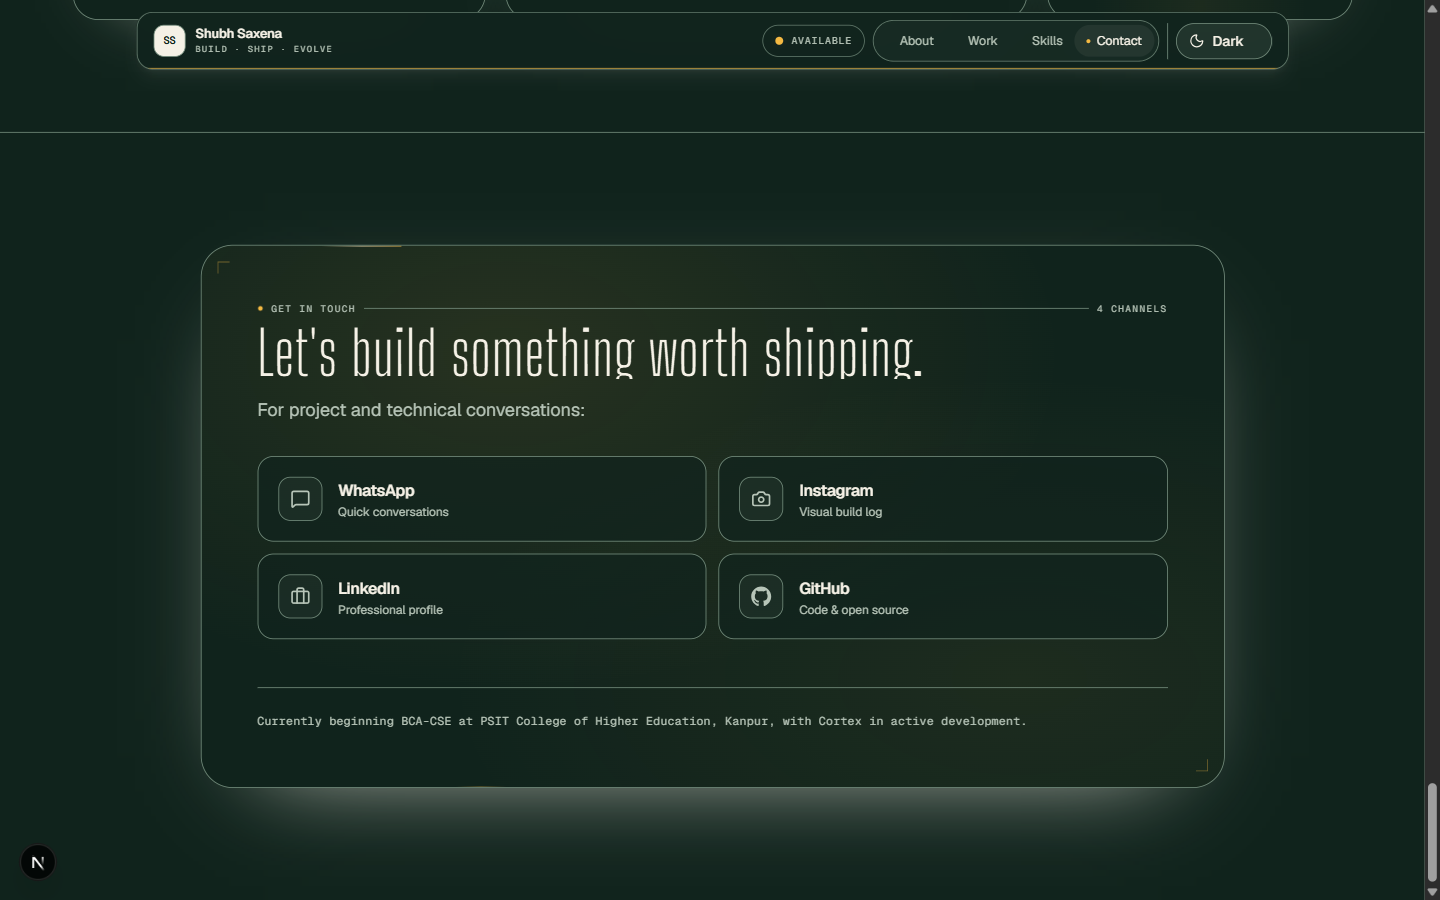 SS
Shubh Saxena
BUILD · SHIP · EVOLVE
AVAILABLE
About
Work
Skills
Contact
Dark
GET IN TOUCH
4 CHANNELS
Let's build something worth shipping.
For project and technical conversations:
WhatsApp
Quick conversations
Instagram
Visual build log
LinkedIn
Professional profile
GitHub
Code & open source
Currently beginning BCA-CSE at PSIT College of Higher Education, Kanpur, with Cortex in active development.
N